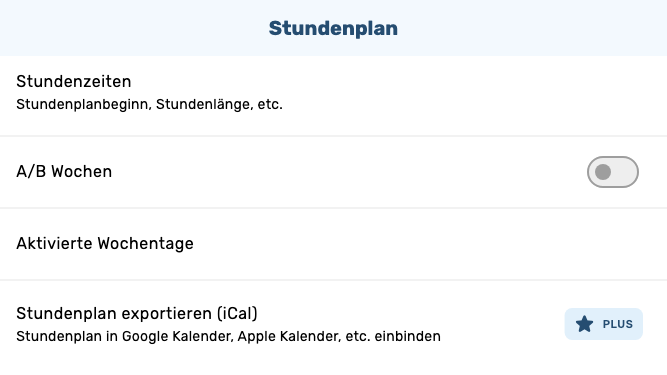 Stundenplan
Stundenzeiten
Stundenplanbeginn, Stundenlänge, etc.
A/B Wochen
Aktivierte Wochentage
Stundenplan exportieren (iCal)
Stundenplan in Google Kalender, Apple Kalender, etc. einbinden
PLUS